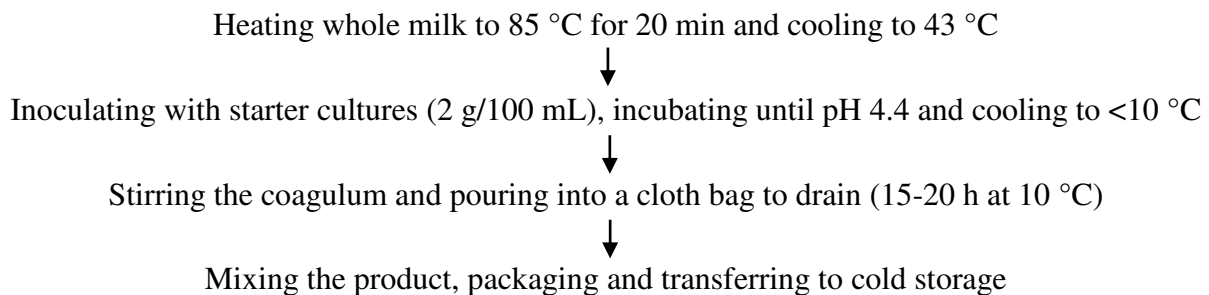 Heating whole milk to 85 °C for 20 min and cooling to 43 °C
Inoculating with starter cultures (2 g/100 mL), incubating until pH 4.4 and cooling to <10 °C
Stirring the coagulum and pouring into a cloth bag to drain (15-20 h at 10 °C)
Mixing the product, packaging and transferring to cold storage